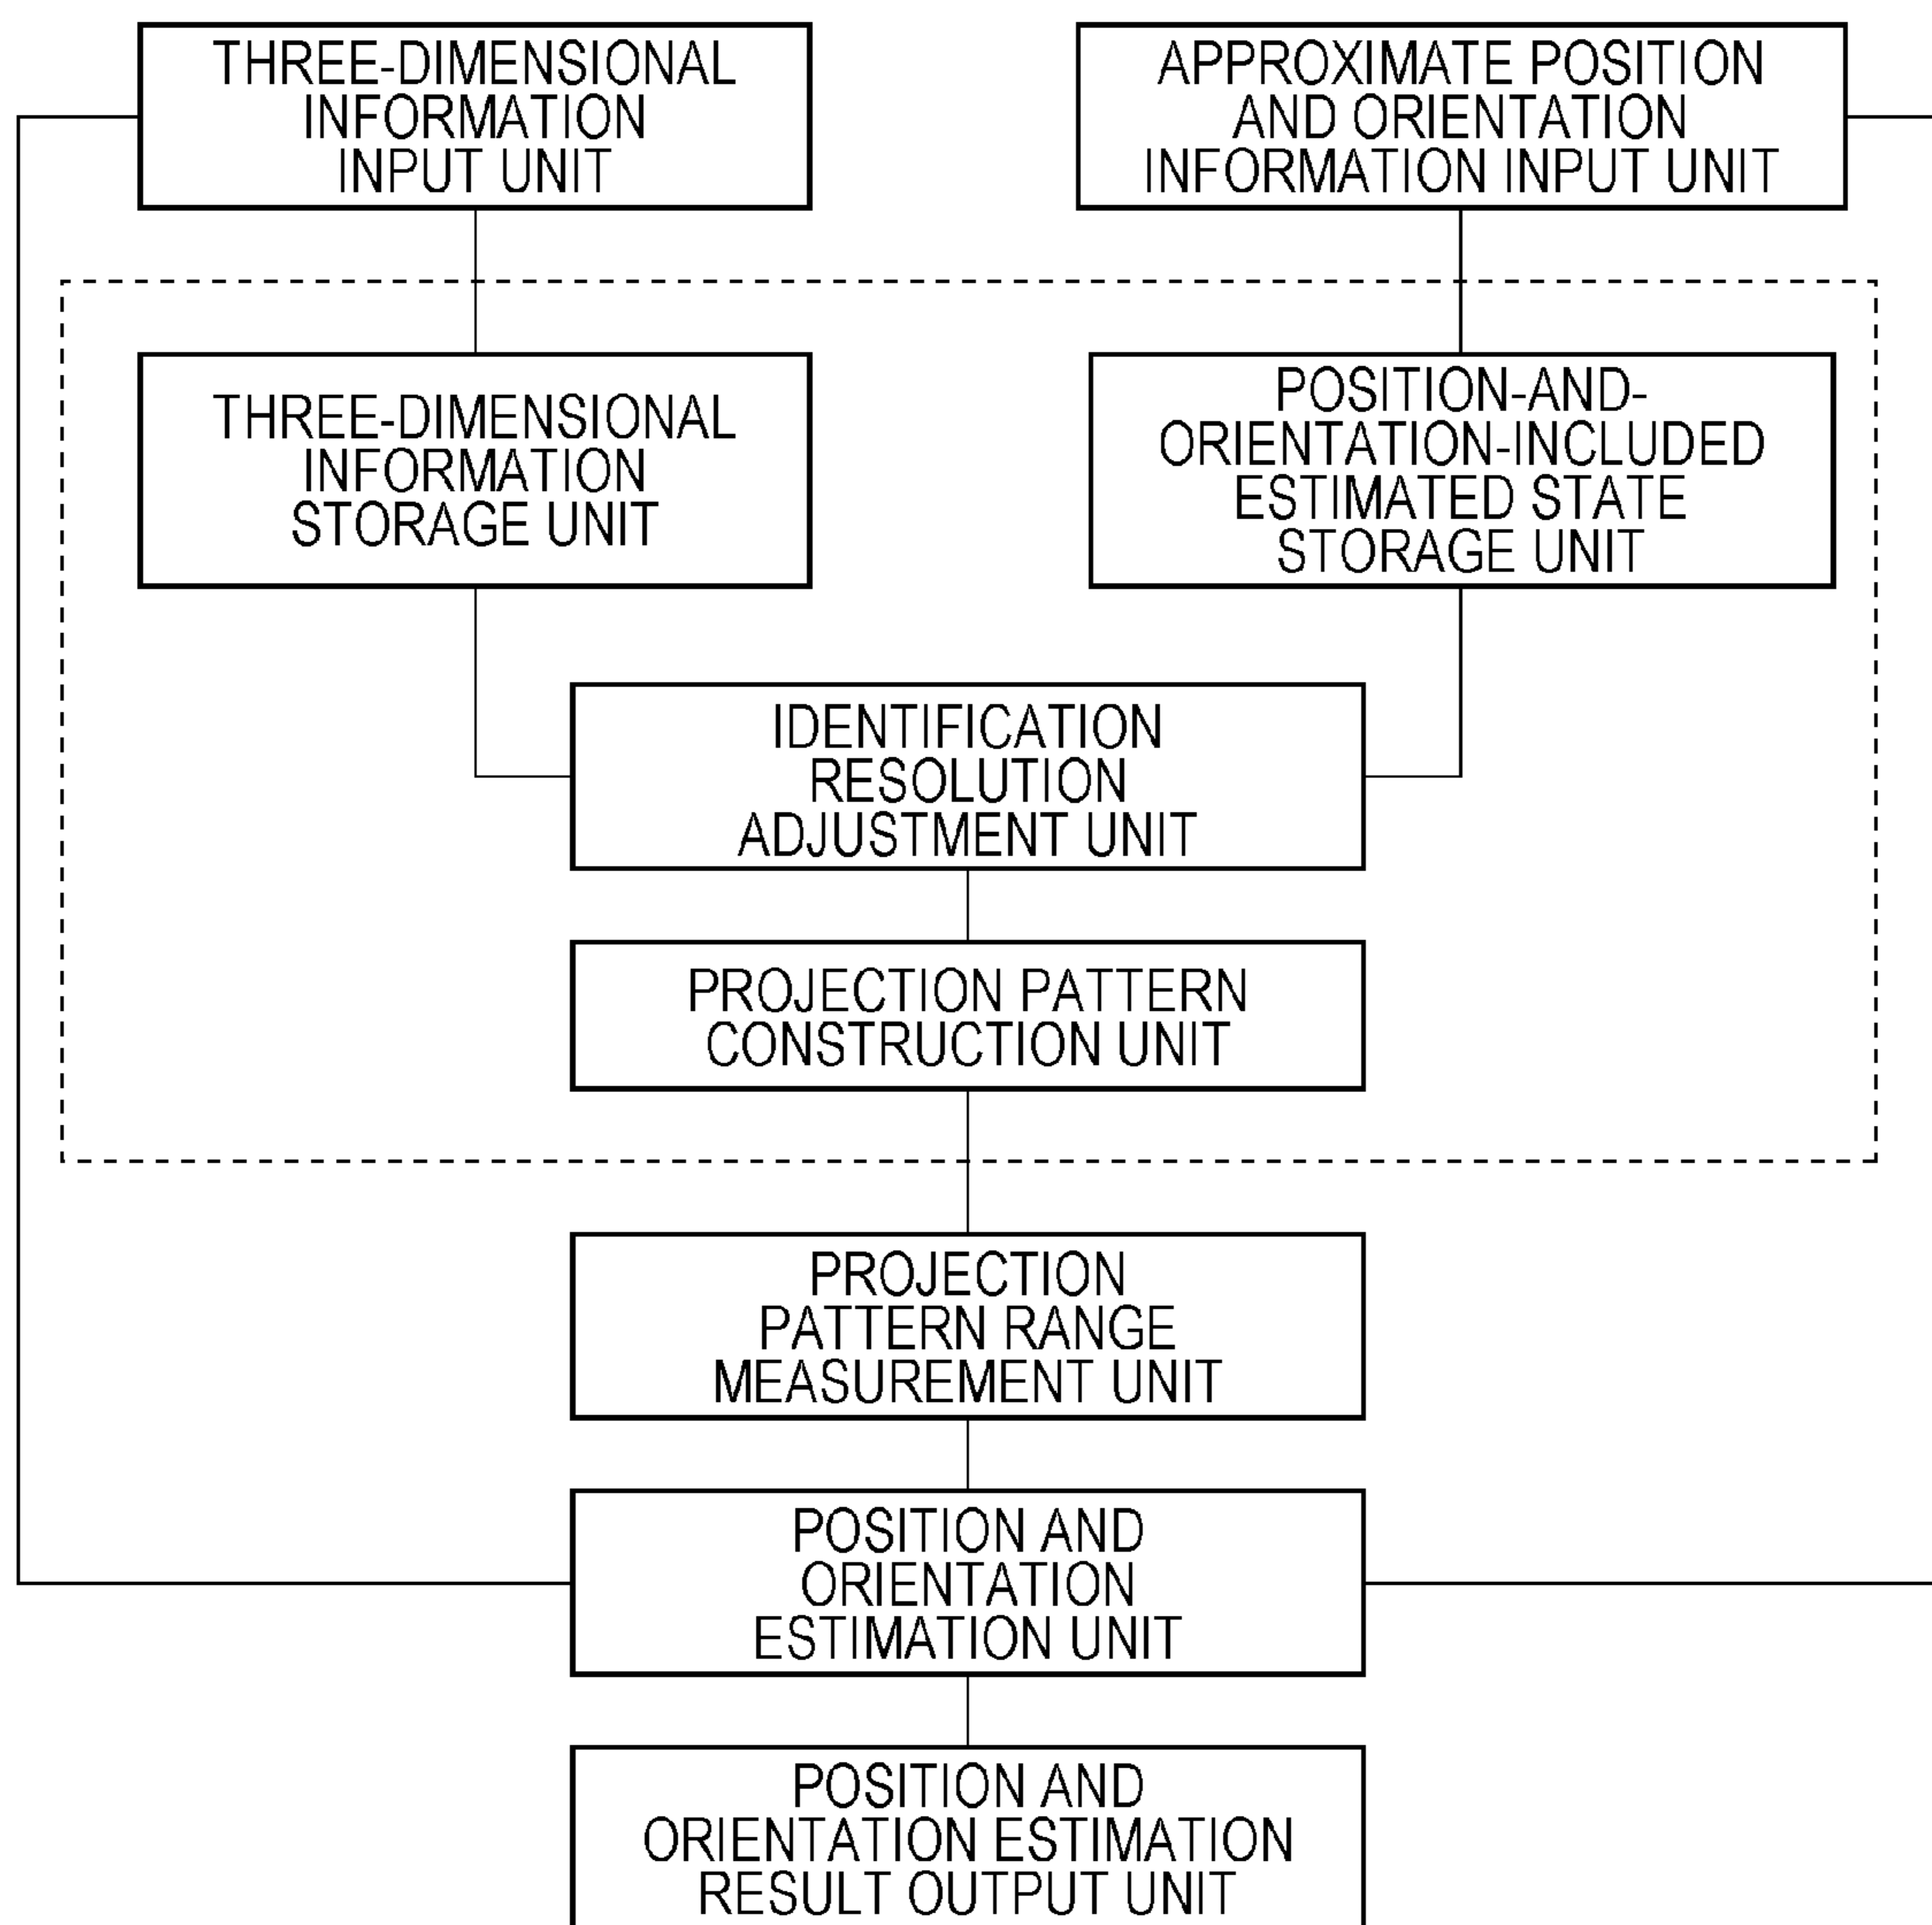 THREE-DIMENSIONAL
INFORMATION
INPUT UNIT
APPROXIMATE POSITION
AND ORIENTATION
INFORMATION INPUT UNIT
THREE-DIMENSIONAL
INFORMATION
STORAGE UNIT
POSITION-AND-
ORIENTATION-INCLUDED
ESTIMATED STATE
STORAGE UNIT
IDENTIFICATION
RESOLUTION
ADJUSTMENT UNIT
PROJECTION PATTERN
CONSTRUCTION UNIT
PROJECTION
PATTERN RANGE
MEASUREMENT UNIT
POSITION AND
ORIENTATION
ESTIMATION UNIT
POSITION AND
ORIENTATION ESTIMATION
RESULT OUTPUT UNIT